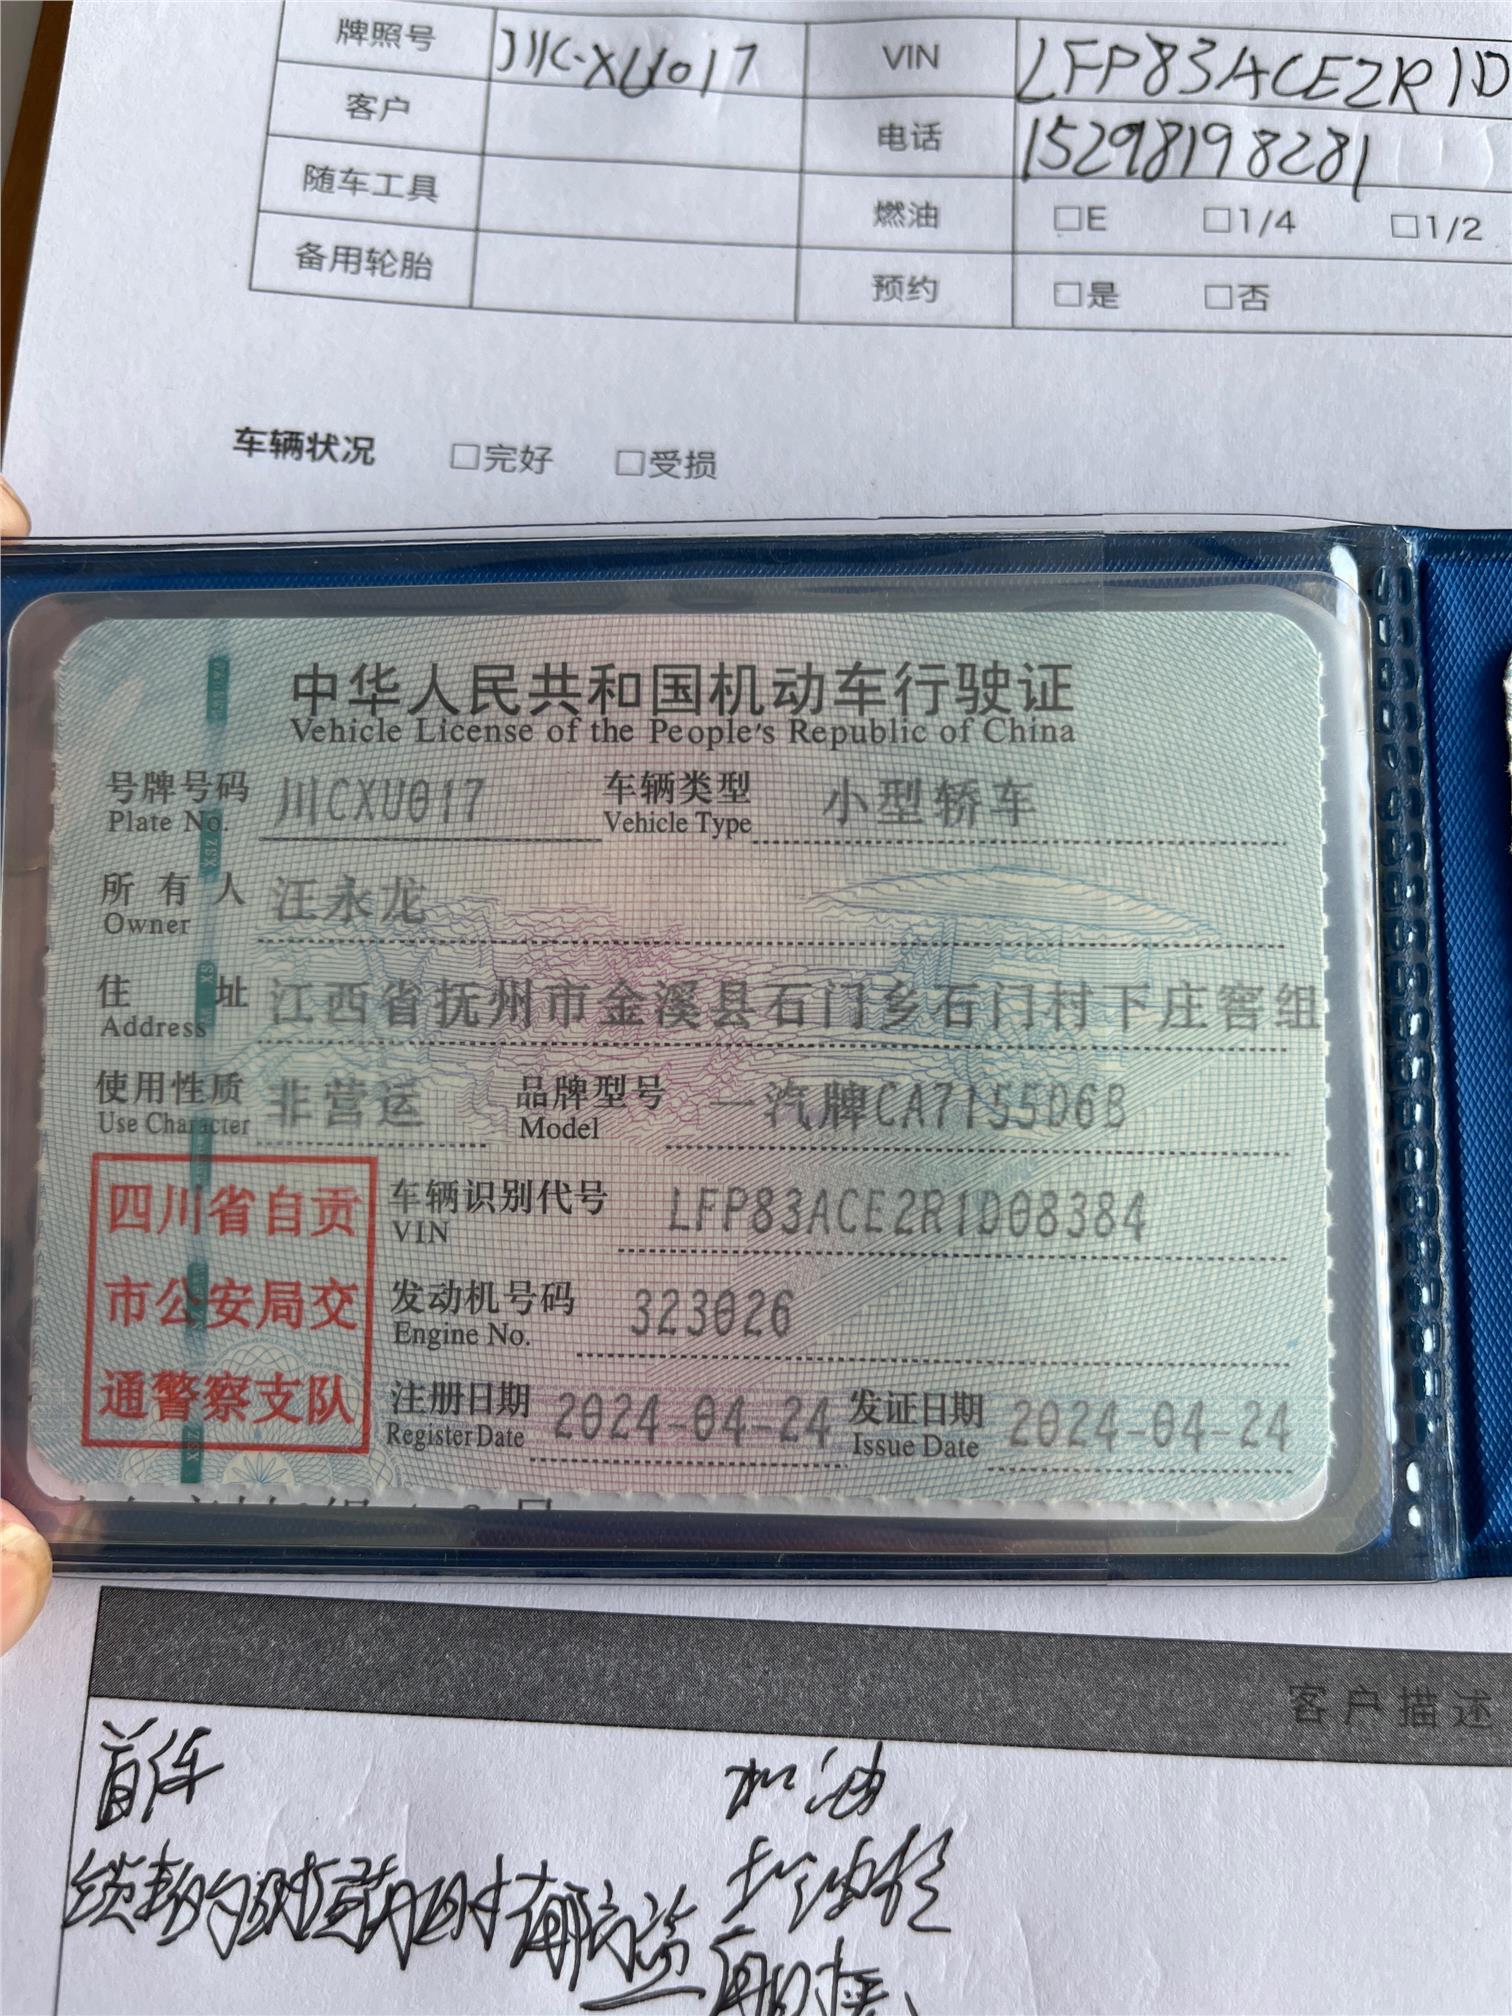 牌照号 川C·XU017 VIN LFP83ACE2R1D
客户 电话 15298198281
随车工具 燃油 □E □1/4 □1/2
备用轮胎 预约 □是 □否
车辆状况 □完好 □受损
中华人民共和国机动车行驶证
Vehicle License of the People's Republic of China
号牌号码 川CXU017 车辆类型 小型轿车
Plate No. Vehicle Type
所有人 汪永龙
Owner
住址 江西省抚州市金溪县石门乡石门村下庄窖组
Address
使用性质 非营运 品牌型号 一汽牌CA7155D6B
Use Character Model
四川省自贡
市公安局交
通警察支队
车辆识别代号 LFP83ACE2R1D08384
VIN
发动机号码 323026
Engine No.
注册日期 2024-04-24 发证日期 2024-04-24
Register Date Issue Date
客户描述
首保 加油